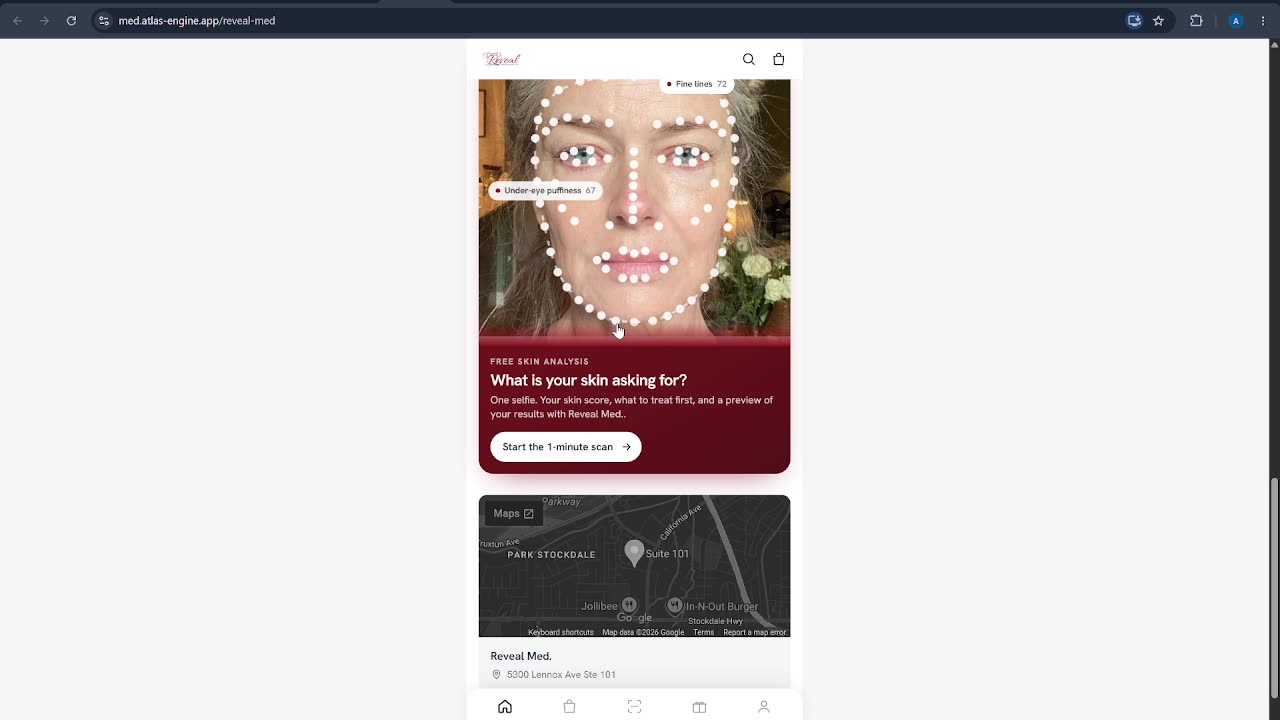 med.atlas-engine.app/reveal-med
A
Reveal
Fine lines 72
Under-eye puffiness 67
FREE SKIN ANALYSIS
What is your skin asking for?
One selfie. Your skin score, what to treat first, and a preview of
your results with Reveal Med..
Start the 1-minute scan →
Parkway
Maps
California Ave
Truxtun Ave
PARK STOCKDALE
Suite 101
Jollibee
In-N-Out Burger
Google
Stockdale Hwy
Keyboard shortcuts Map data ©2026 Google Terms Report a map error
Reveal Med.
5300 Lennox Ave Ste 101